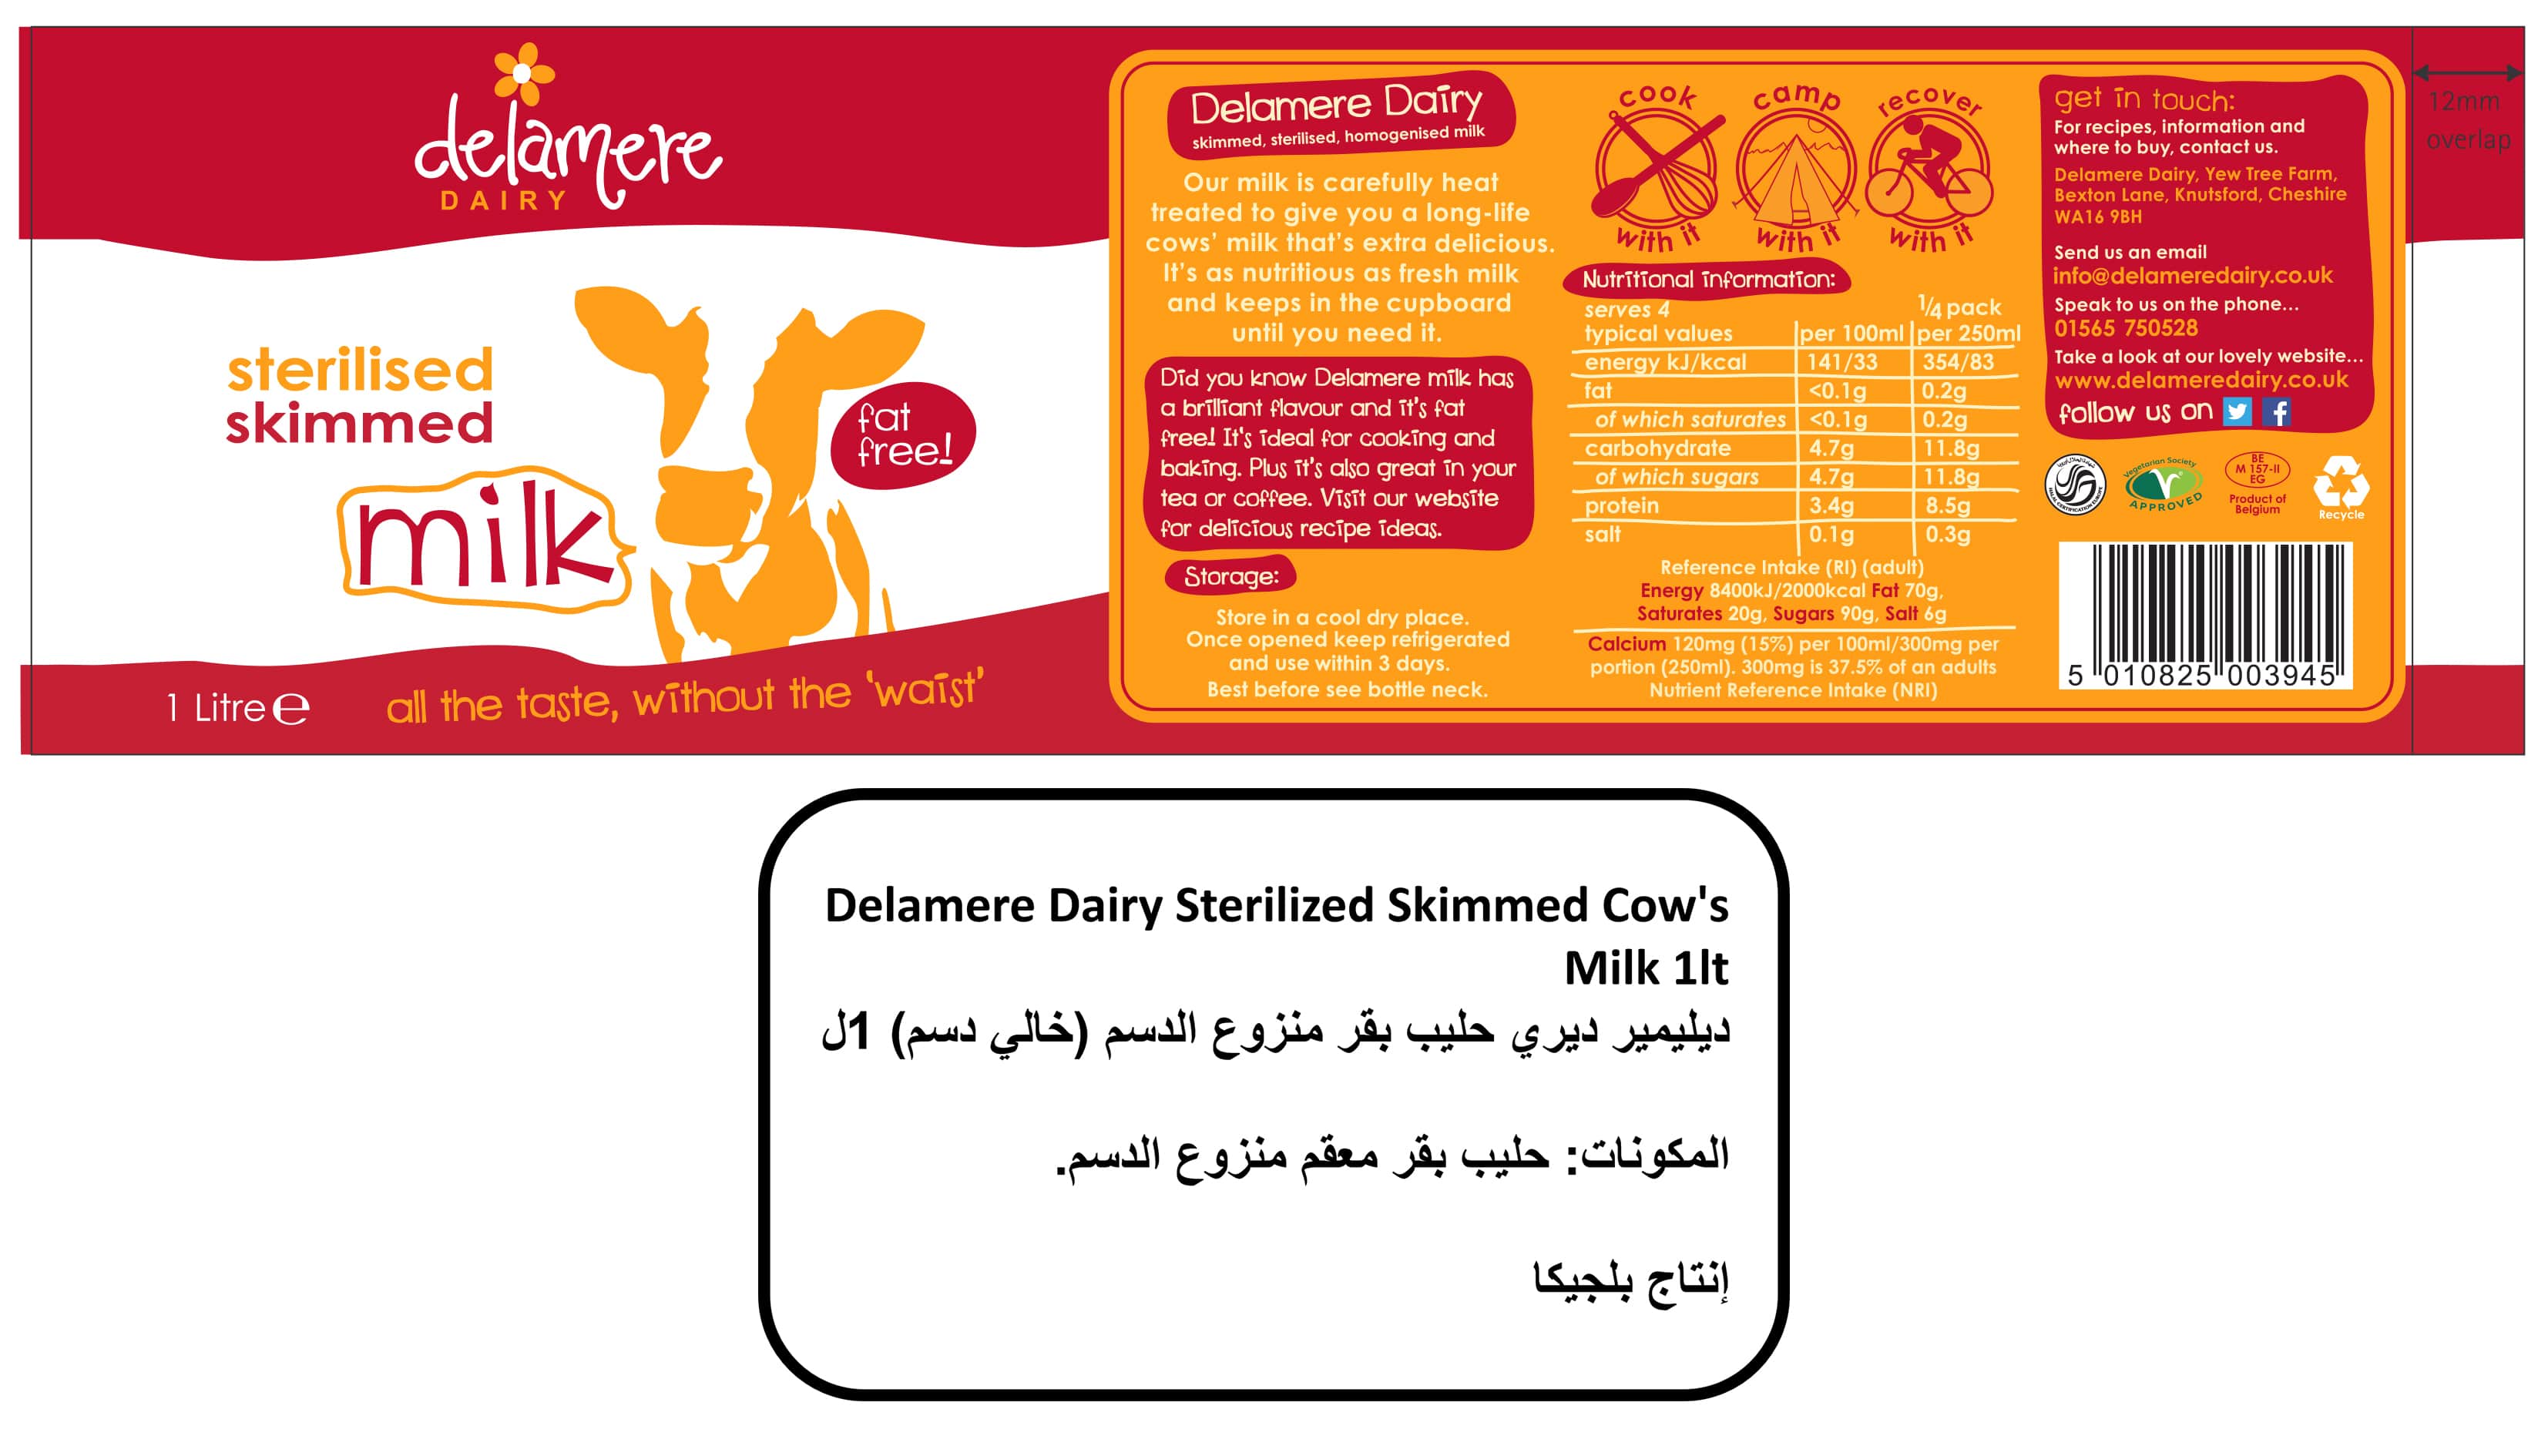 delamere
DAIRY
sterilised
skimmed
milk
fat
free!
1 Litre ℮
all the taste, without the 'waist'
Delamere Dairy
skimmed, sterilised, homogenised milk
Our milk is carefully heat
treated to give you a long-life
cows' milk that's extra delicious.
It's as nutritious as fresh milk
and keeps in the cupboard
until you need it.
Did you know Delamere milk has
a brilliant flavour and it's fat
free! It's ideal for cooking and
baking. Plus it's also great in your
tea or coffee. Visit our website
for delicious recipe ideas.
Storage:
Store in a cool dry place.
Once opened keep refrigerated
and use within 3 days.
Best before see bottle neck.
cook
with it
camp
with it
recover
with it
Nutritional information:
serves 4 1/4 pack
typical values per 100ml per 250ml
energy kJ/kcal 141/33 354/83
fat <0.1g 0.2g
of which saturates <0.1g 0.2g
carbohydrate 4.7g 11.8g
of which sugars 4.7g 11.8g
protein 3.4g 8.5g
salt 0.1g 0.3g
Reference Intake (RI) (adult)
Energy 8400kJ/2000kcal Fat 70g,
Saturates 20g, Sugars 90g, Salt 6g
Calcium 120mg (15%) per 100ml/300mg per
portion (250ml). 300mg is 37.5% of an adults
Nutrient Reference Intake (NRI)
get in touch:
For recipes, information and
where to buy, contact us.
Delamere Dairy, Yew Tree Farm,
Bexton Lane, Knutsford, Cheshire
WA16 9BH
Send us an email
info@delameredairy.co.uk
Speak to us on the phone...
01565 750528
Take a look at our lovely website...
www.delameredairy.co.uk
follow us on
HALAL CERTIFICATION EUROPE
Vegetarian Society
APPROVED
BE
M 157-II
EG
Product of
Belgium
Recycle
5 010825 003945
12mm
overlap
Delamere Dairy Sterilized Skimmed Cow's
Milk 1lt
ديليمير ديري حليب بقر منزوع الدسم (خالي دسم) 1ل
المكونات: حليب بقر معقم منزوع الدسم.
إنتاج بلجيكا